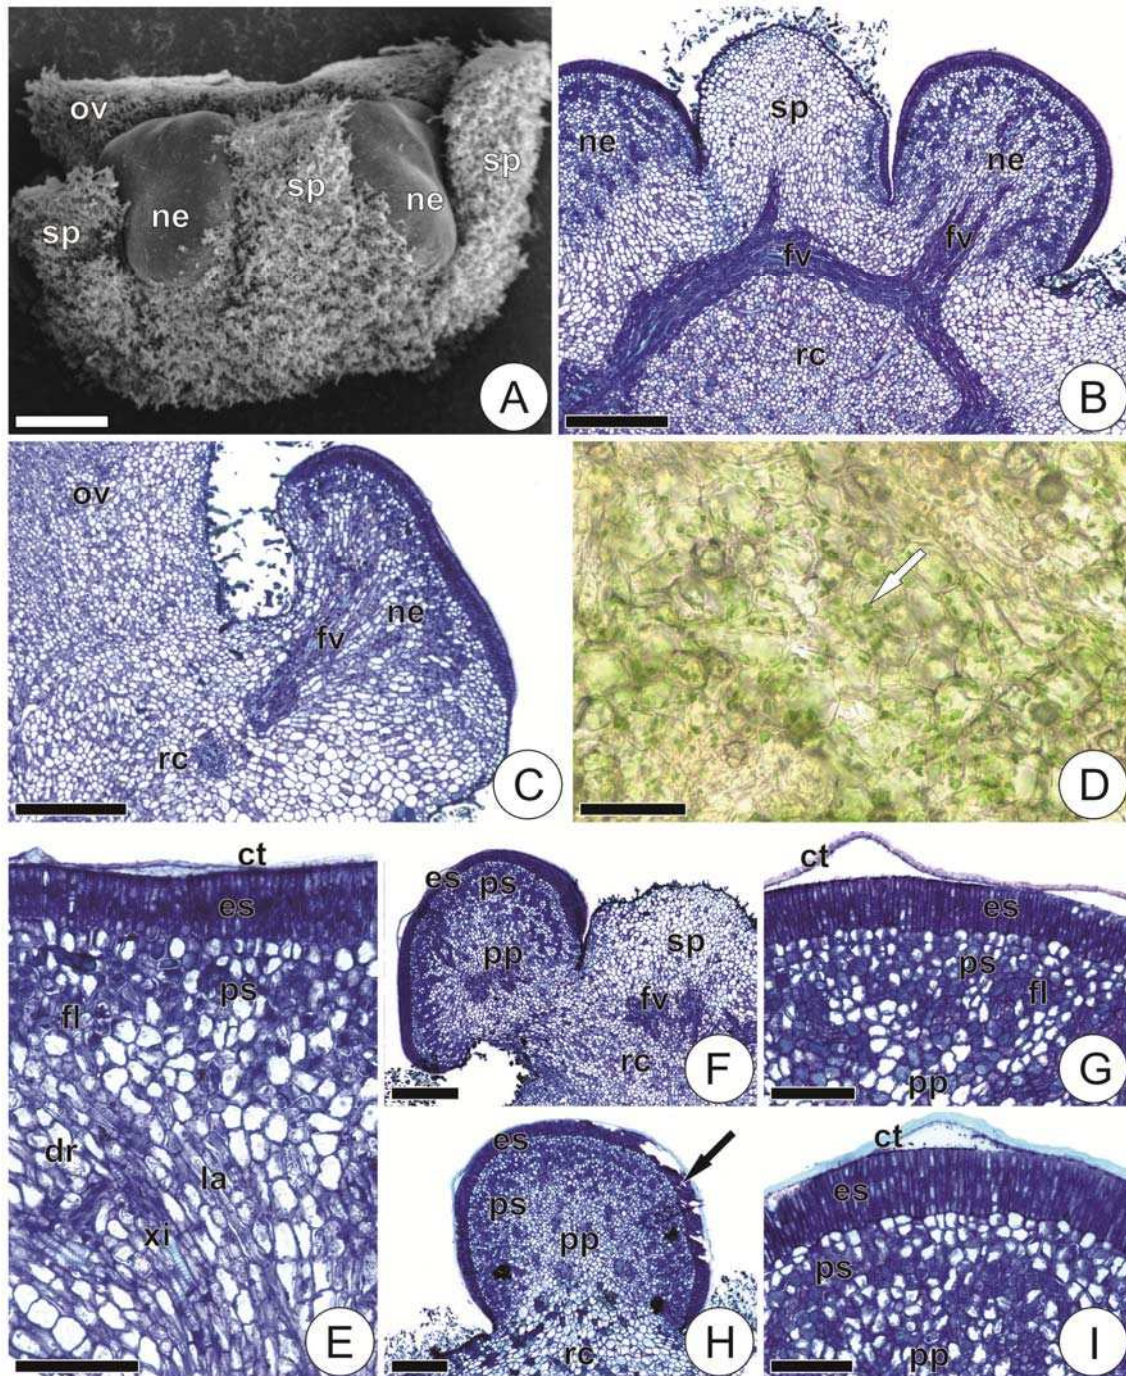 ov
sp
sp
sp
ne
ne
A
sp
ne
ne
fv
fv
rc
B
ov
ne
fv
rc
C
D
ct
es
ps
fl
dr
la
xi
E
es
ps
pp
sp
fv
rc
F
ct
es
ps
fl
pp
G
es
ps
pp
rc
H
ct
es
ps
pp
I